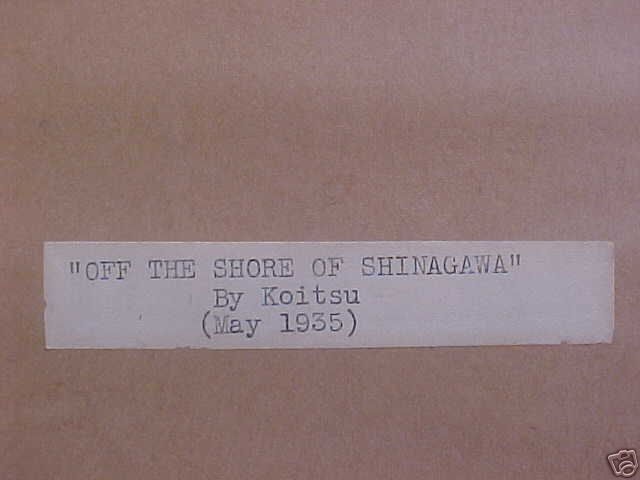 "OFF THE SHORE OF SHINAGAWA"
By Koitsu
(May 1935)